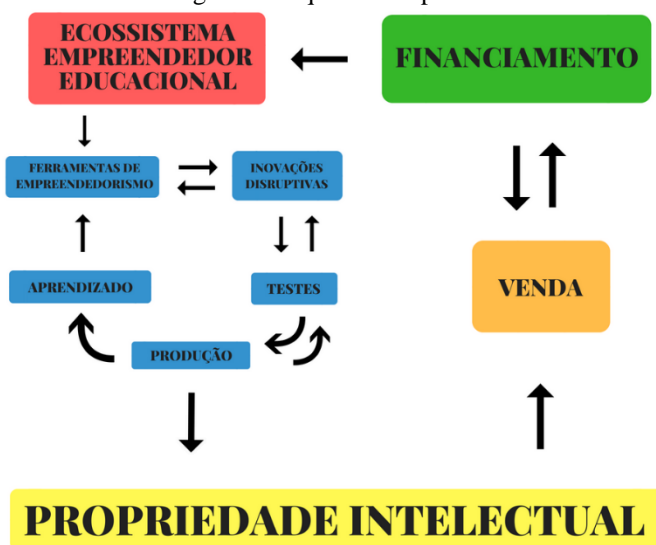 ECOSSISTEMA
EMPREENDEDOR
EDUCACIONAL
FINANCIAMENTO
FERRAMENTAS DE
EMPREENDEDORISMO
INOVAÇÕES
DISRUPTIVAS
APRENDIZADO
TESTES
VENDA
PRODUÇÃO
PROPRIEDADE INTELECTUAL